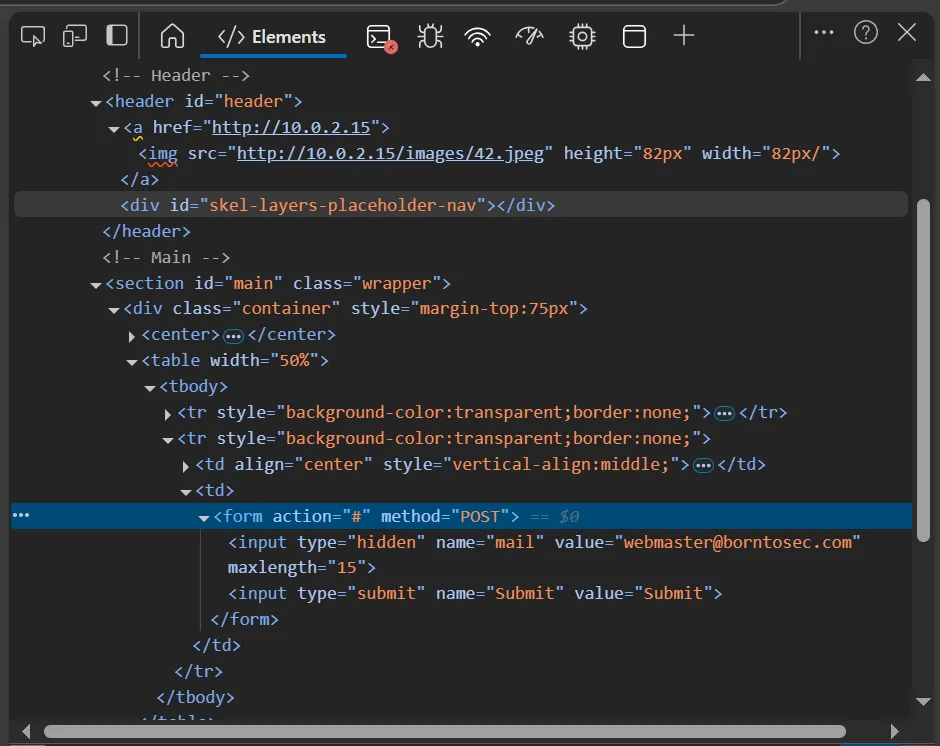 Elements
<!-- Header -->
<header id="header">
<a href="http://10.0.2.15">
<img src="http://10.0.2.15/images/42.jpeg" height="82px" width="82px/">
</a>
<div id="skel-layers-placeholder-nav"></div>
</header>
<!-- Main -->
<section id="main" class="wrapper">
<div class="container" style="margin-top:75px">
<center>…</center>
<table width="50%">
<tbody>
<tr style="background-color:transparent;border:none;">…</tr>
<tr style="background-color:transparent;border:none;">
<td align="center" style="vertical-align:middle;">…</td>
<td>
<form action="#" method="POST"> == $0
<input type="hidden" name="mail" value="webmaster@borntosec.com"
maxlength="15">
<input type="submit" name="Submit" value="Submit">
</form>
</td>
</tr>
</tbody>